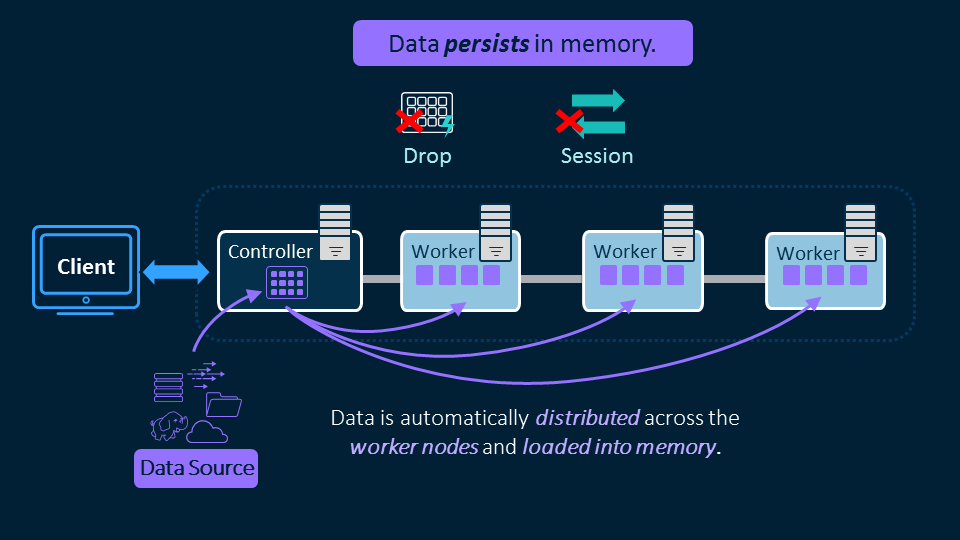 Data persists in memory.
Drop
Session
Client
Controller
Worker
Worker
Worker
Data Source
Data is automatically distributed across the
worker nodes and loaded into memory.